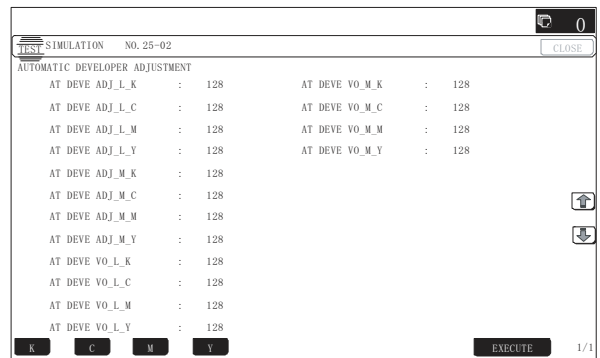 0
TEST SIMULATION NO. 25-02 CLOSE
AUTOMATIC DEVELOPER ADJUSTMENT
AT DEVE ADJ_L_K : 128 AT DEVE VO_M_K : 128
AT DEVE ADJ_L_C : 128 AT DEVE VO_M_C : 128
AT DEVE ADJ_L_M : 128 AT DEVE VO_M_M : 128
AT DEVE ADJ_L_Y : 128 AT DEVE VO_M_Y : 128
AT DEVE ADJ_M_K : 128
AT DEVE ADJ_M_C : 128
AT DEVE ADJ_M_M : 128
AT DEVE ADJ_M_Y : 128
AT DEVE VO_L_K : 128
AT DEVE VO_L_C : 128
AT DEVE VO_L_M : 128
AT DEVE VO_L_Y : 128
K C M Y EXECUTE 1/1